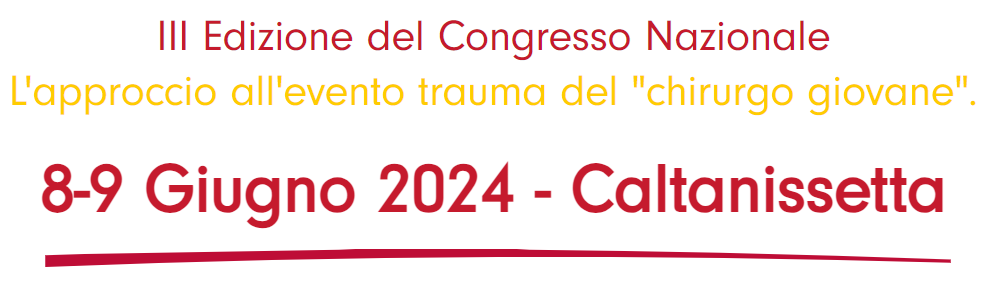 III Edizione del Congresso Nazionale
L'approccio all'evento trauma del "chirurgo giovane".
8-9 Giugno 2024 - Caltanissetta